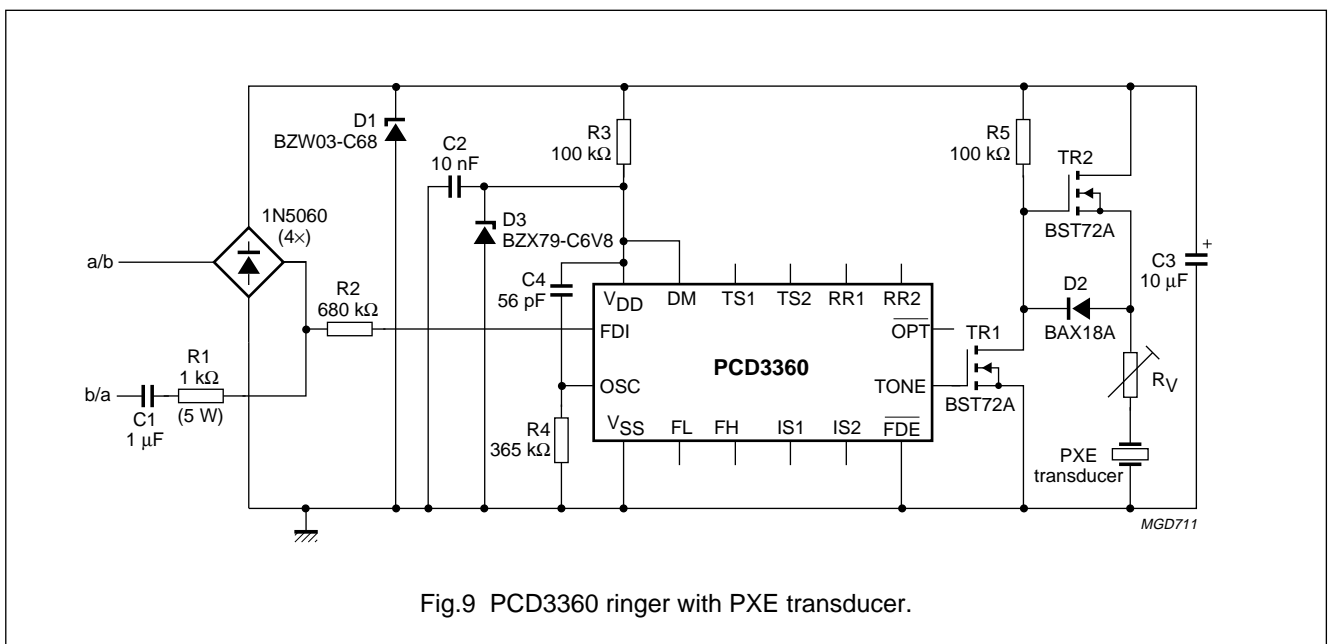 D1
BZW03-C68
C2
10 nF
R3
100 kΩ
R5
100 kΩ
TR2
BST72A
1N5060
(4×)
D3
BZX79-C6V8
a/b
C4
56 pF
C3
10 μF
+
R2
680 kΩ
VDD
DM
TS1
TS2
RR1
RR2
FDI
OPT
D2
BAX18A
TR1
BST72A
PCD3360
R1
1 kΩ
(5 W)
b/a
C1
1 μF
OSC
TONE
RV
R4
365 kΩ
VSS
FL
FH
IS1
IS2
FDE
PXE
transducer
MGD711
Fig.9 PCD3360 ringer with PXE transducer.